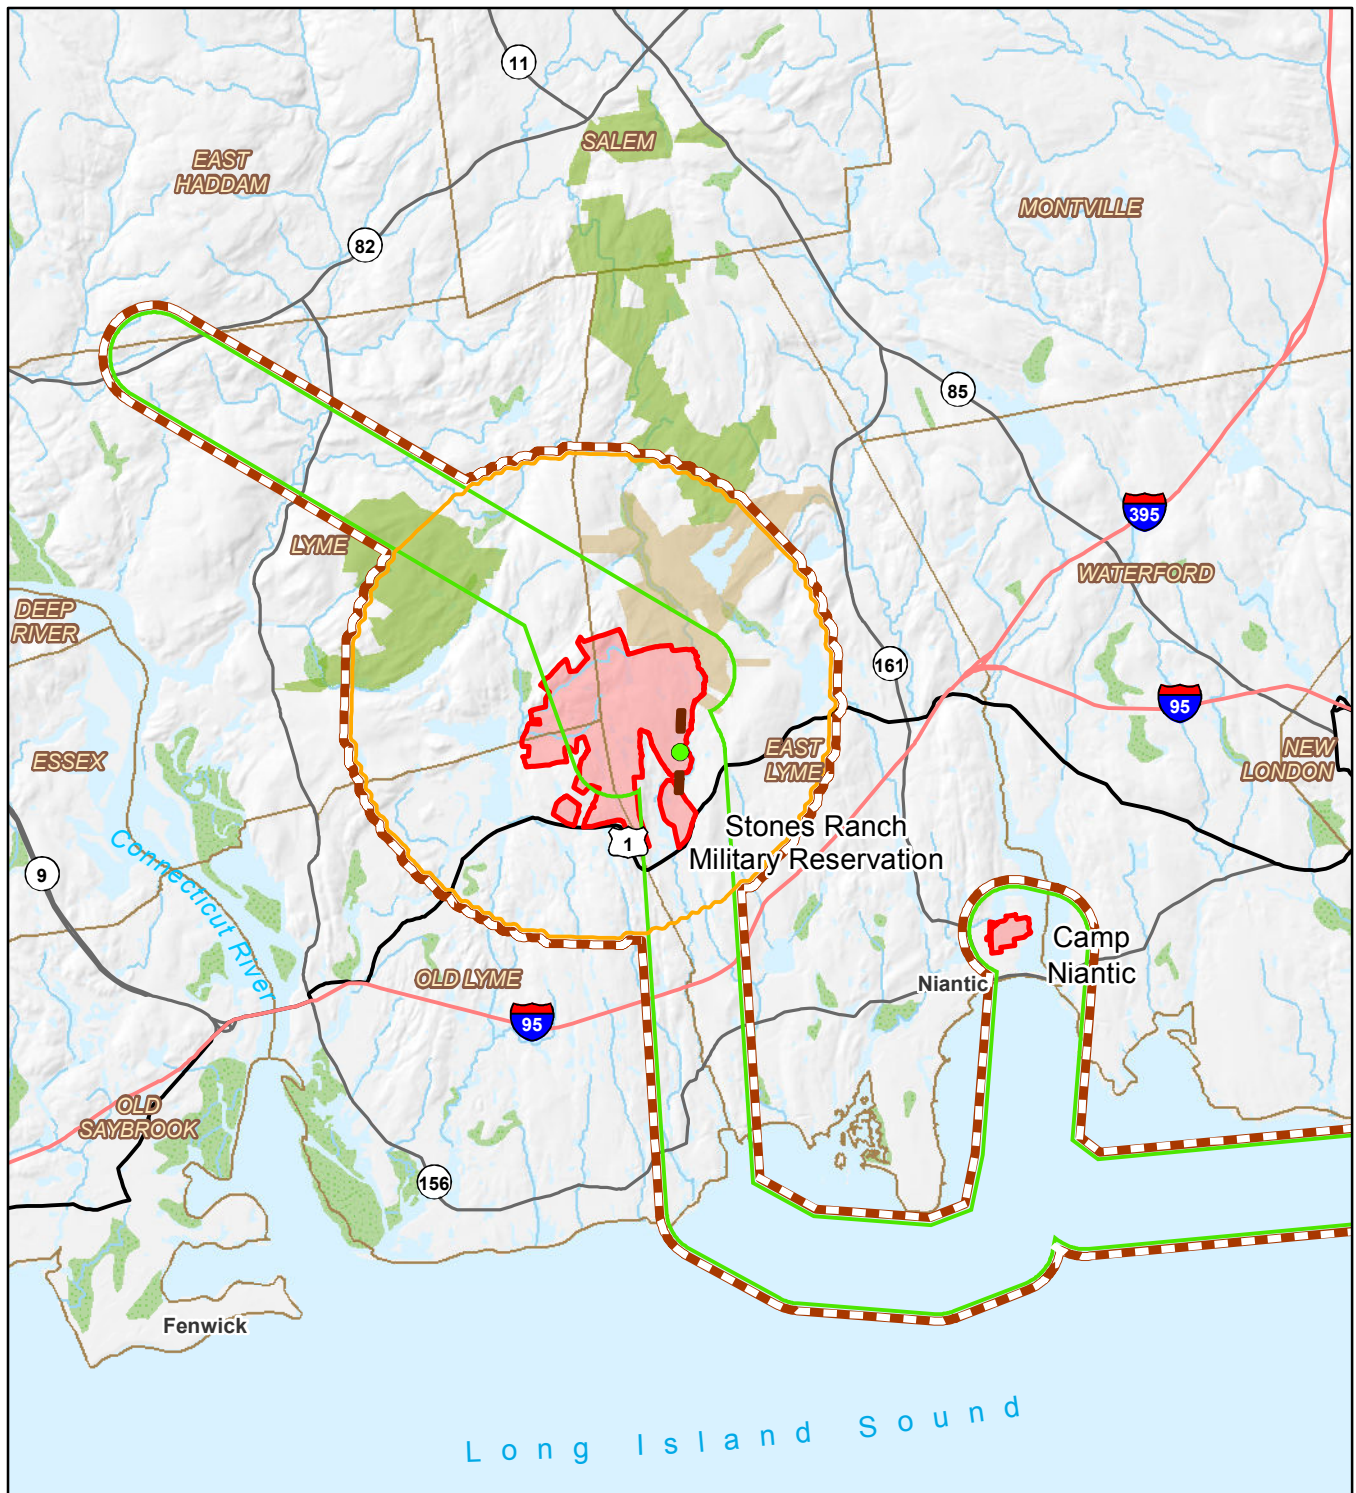 11
SALEM
EAST
HADDAM
MONTVILLE
82
85
395
LYME
WATERFORD
DEEP
RIVER
161
95
ESSEX
EAST
LYME
NEW
LONDON
Stones Ranch
Military Reservation
1
Connecticut River
9
Camp
Niantic
Niantic
OLD LYME
95
OLD
SAYBROOK
156
Fenwick
Long Island Sound